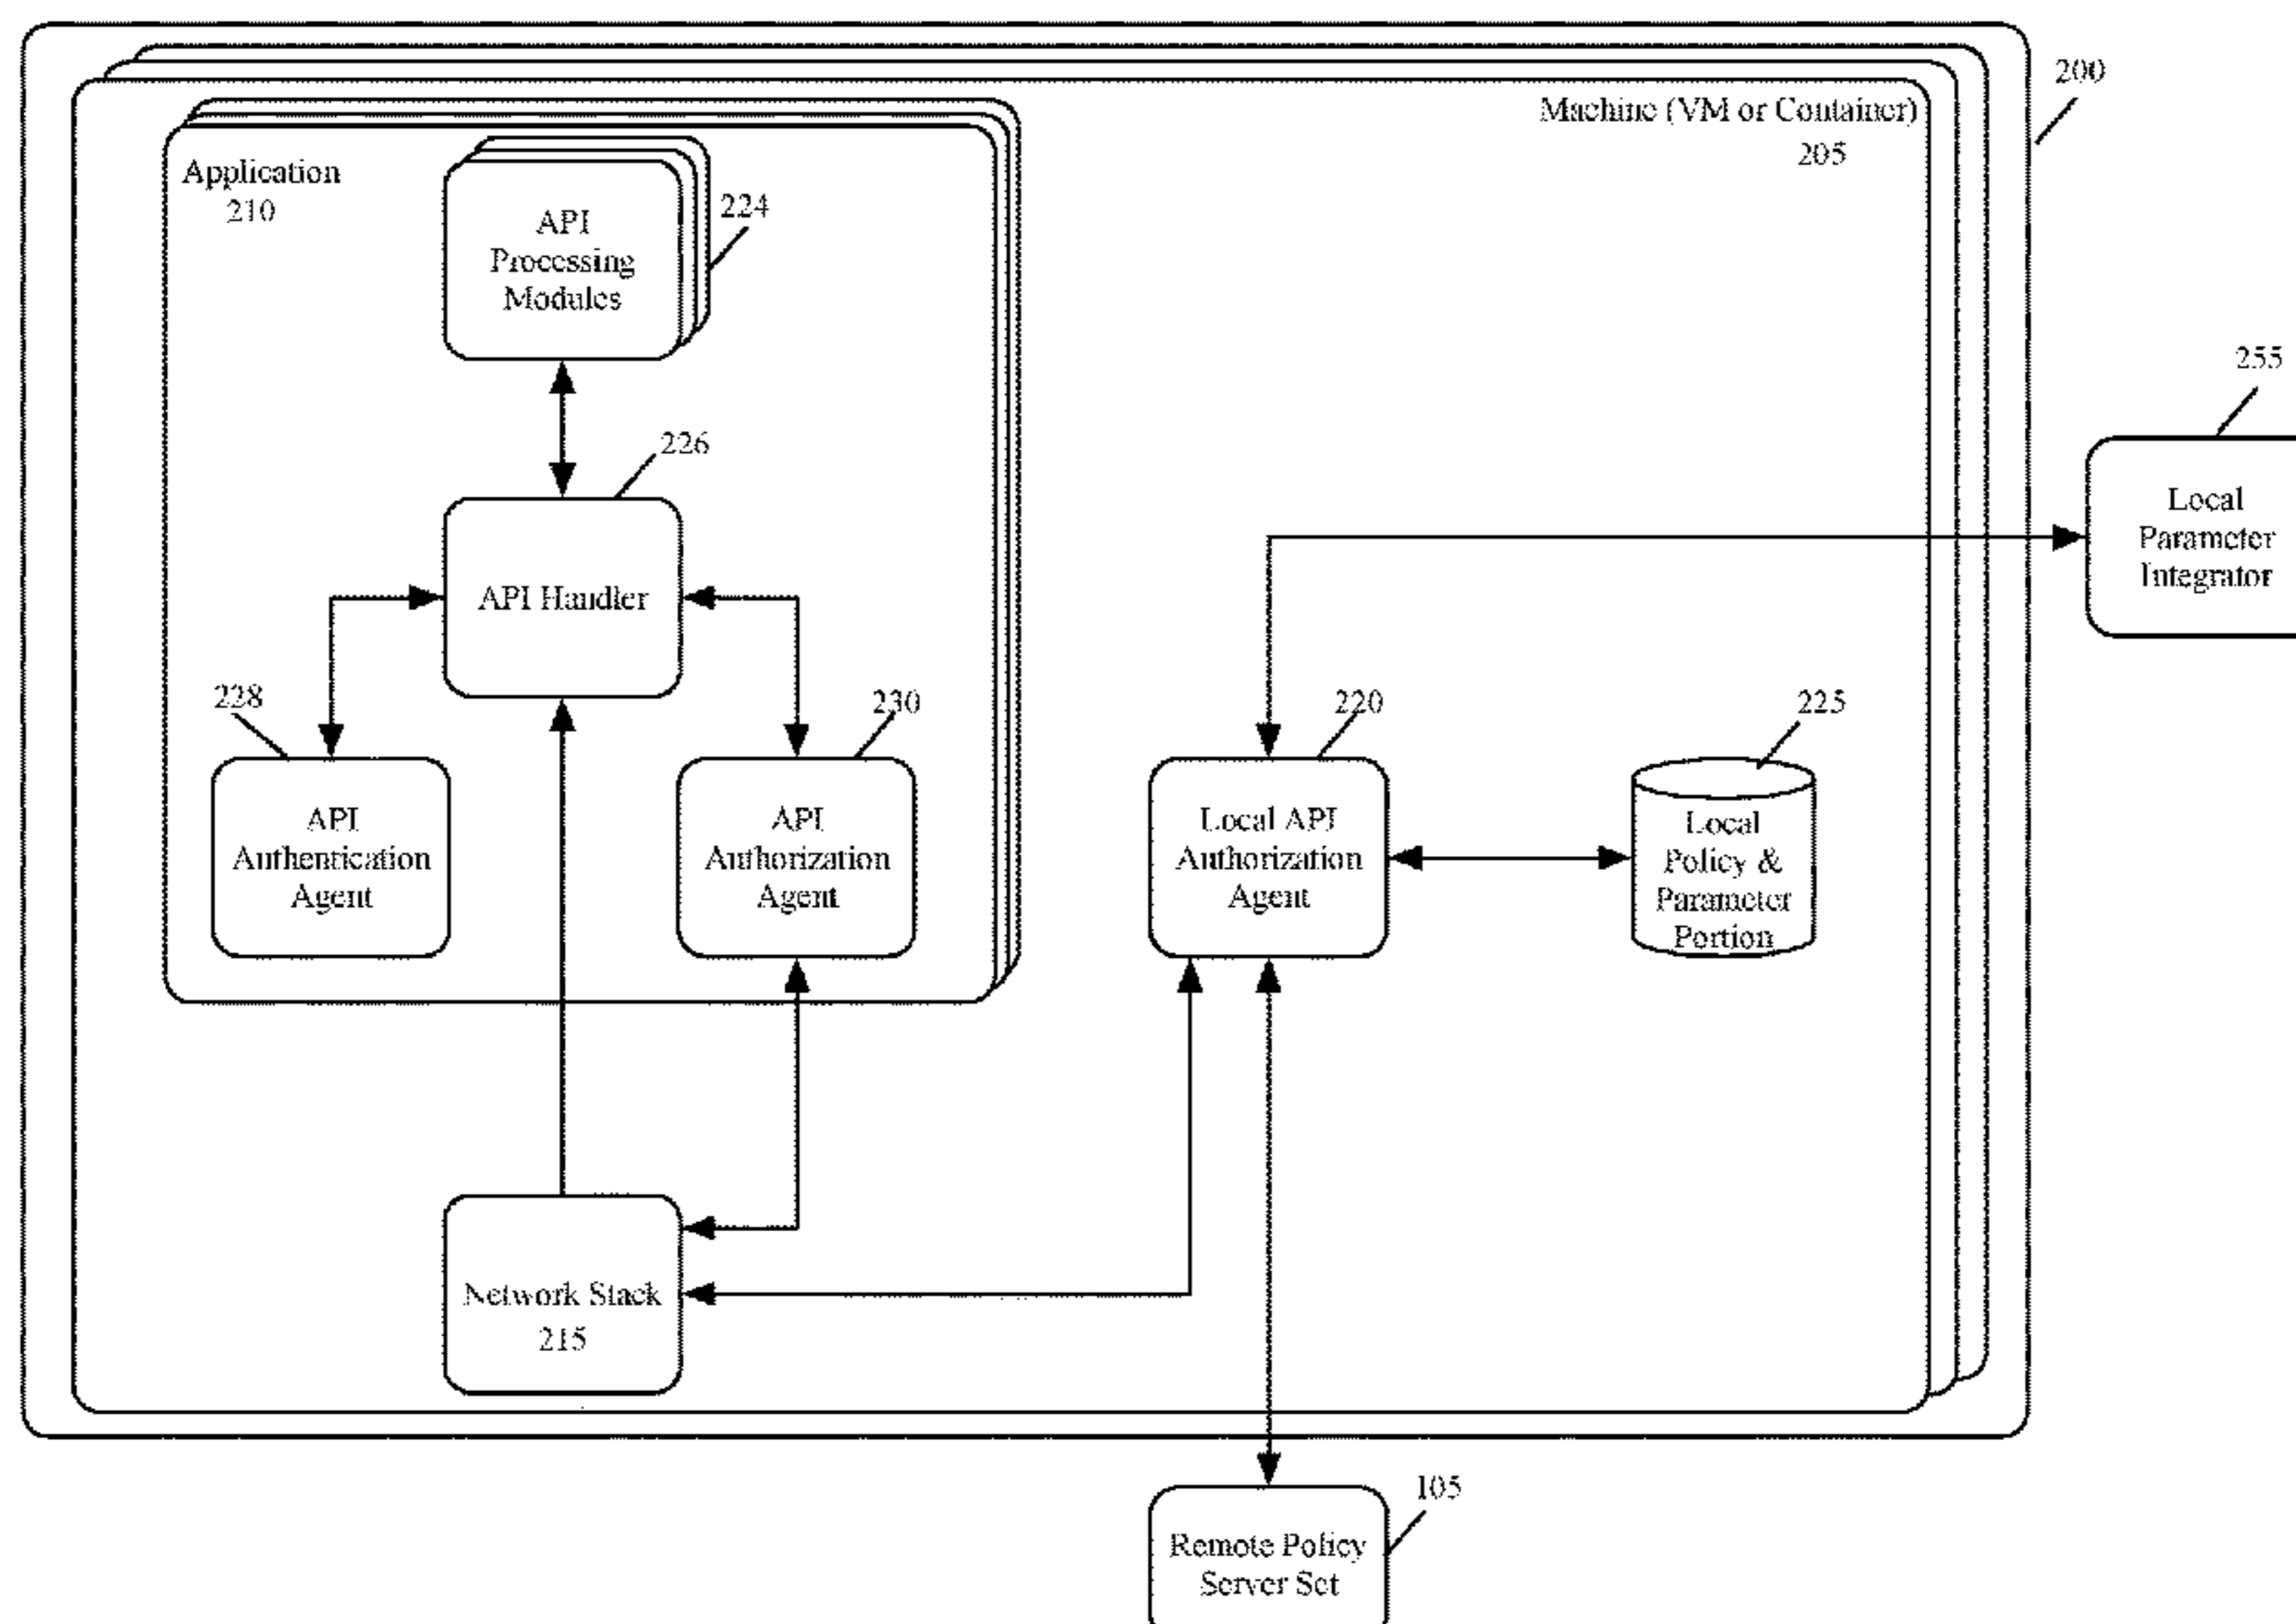 200
Machine (VM or Container)
205
Application
210
API
Processing
Modules
224
255
Local
Parameter
Integrator
226
API Handler
228
230
220
225
API
Authentication
Agent
API
Authorization
Agent
Local API
Authorization
Agent
Local
Policy &
Parameter
Portion
Network Stack
215
105
Remote Policy
Server Set